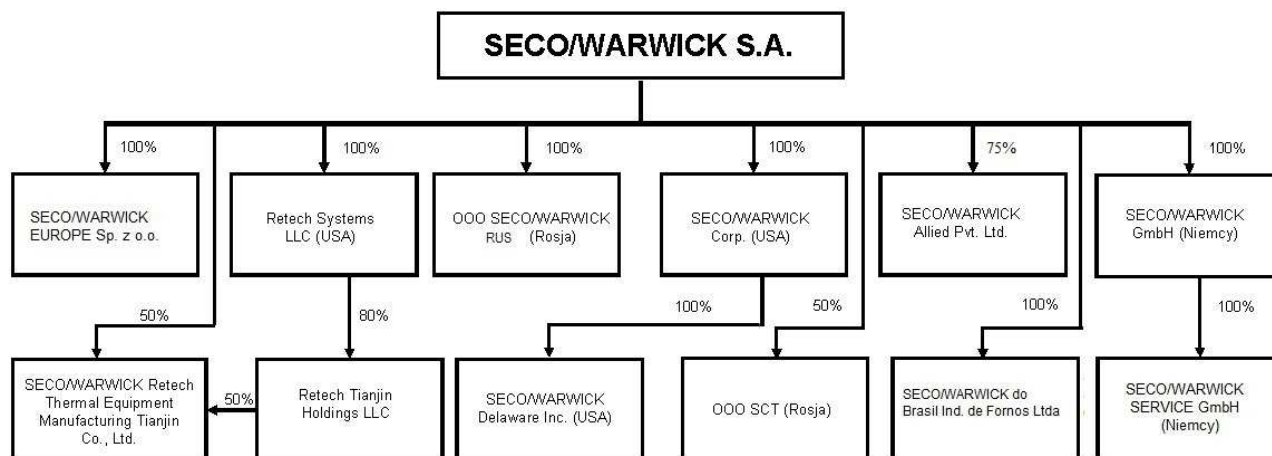 SECO/WARWICK S.A.
100%
100%
100%
100%
75%
100%
SECO/WARWICK
EUROPE Sp. z o.o.
Retech Systems
LLC (USA)
OOO SECO/WARWICK
RUS (Rosja)
SECO/WARWICK
Corp. (USA)
SECO/WARWICK
Allied Pvt. Ltd.
SECO/WARWICK
GmbH (Niemcy)
50%
80%
100%
50%
100%
100%
SECO/WARWICK Retech
Thermal Equipment
Manufacturing Tianjin
Co., Ltd.
50%
Retech Tianjin
Holdings LLC
SECO/WARWICK
Delaware Inc. (USA)
OOO SCT (Rosja)
SECO/WARWICK do
Brasil Ind. de Fornos Ltda
SECO/WARWICK
SERVICE GmbH
(Niemcy)